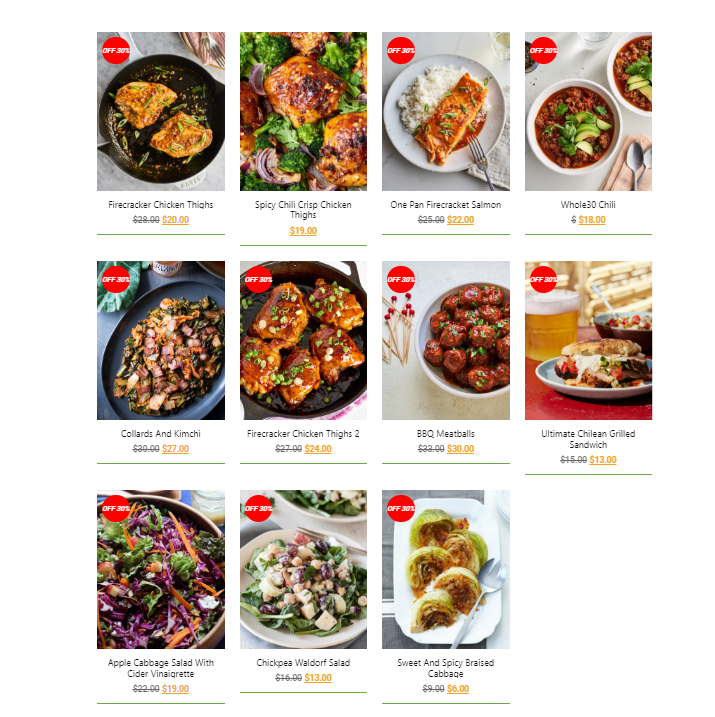 OFF 30%
OFF 30%
OFF 30%
Firecracker Chicken Thighs
$28.00 $20.00
Spicy Chili Crisp Chicken
Thighs
$19.00
One Pan Firecracket Salmon
$25.00 $22.00
Whole30 Chili
$ $18.00
OFF 30%
OFF 30%
OFF 30%
OFF 30%
Collards And Kimchi
$30.00 $27.00
Firecracker Chicken Thighs 2
$27.00 $24.00
BBQ Meatballs
$33.00 $30.00
Ultimate Chilean Grilled
Sandwich
$15.00 $13.00
OFF 30%
OFF 30%
OFF 30%
Apple Cabbage Salad With
Cider Vinaigrette
$22.00 $19.00
Chickpea Waldorf Salad
$16.00 $13.00
Sweet And Spicy Braised
Cabbage
$9.00 $6.00